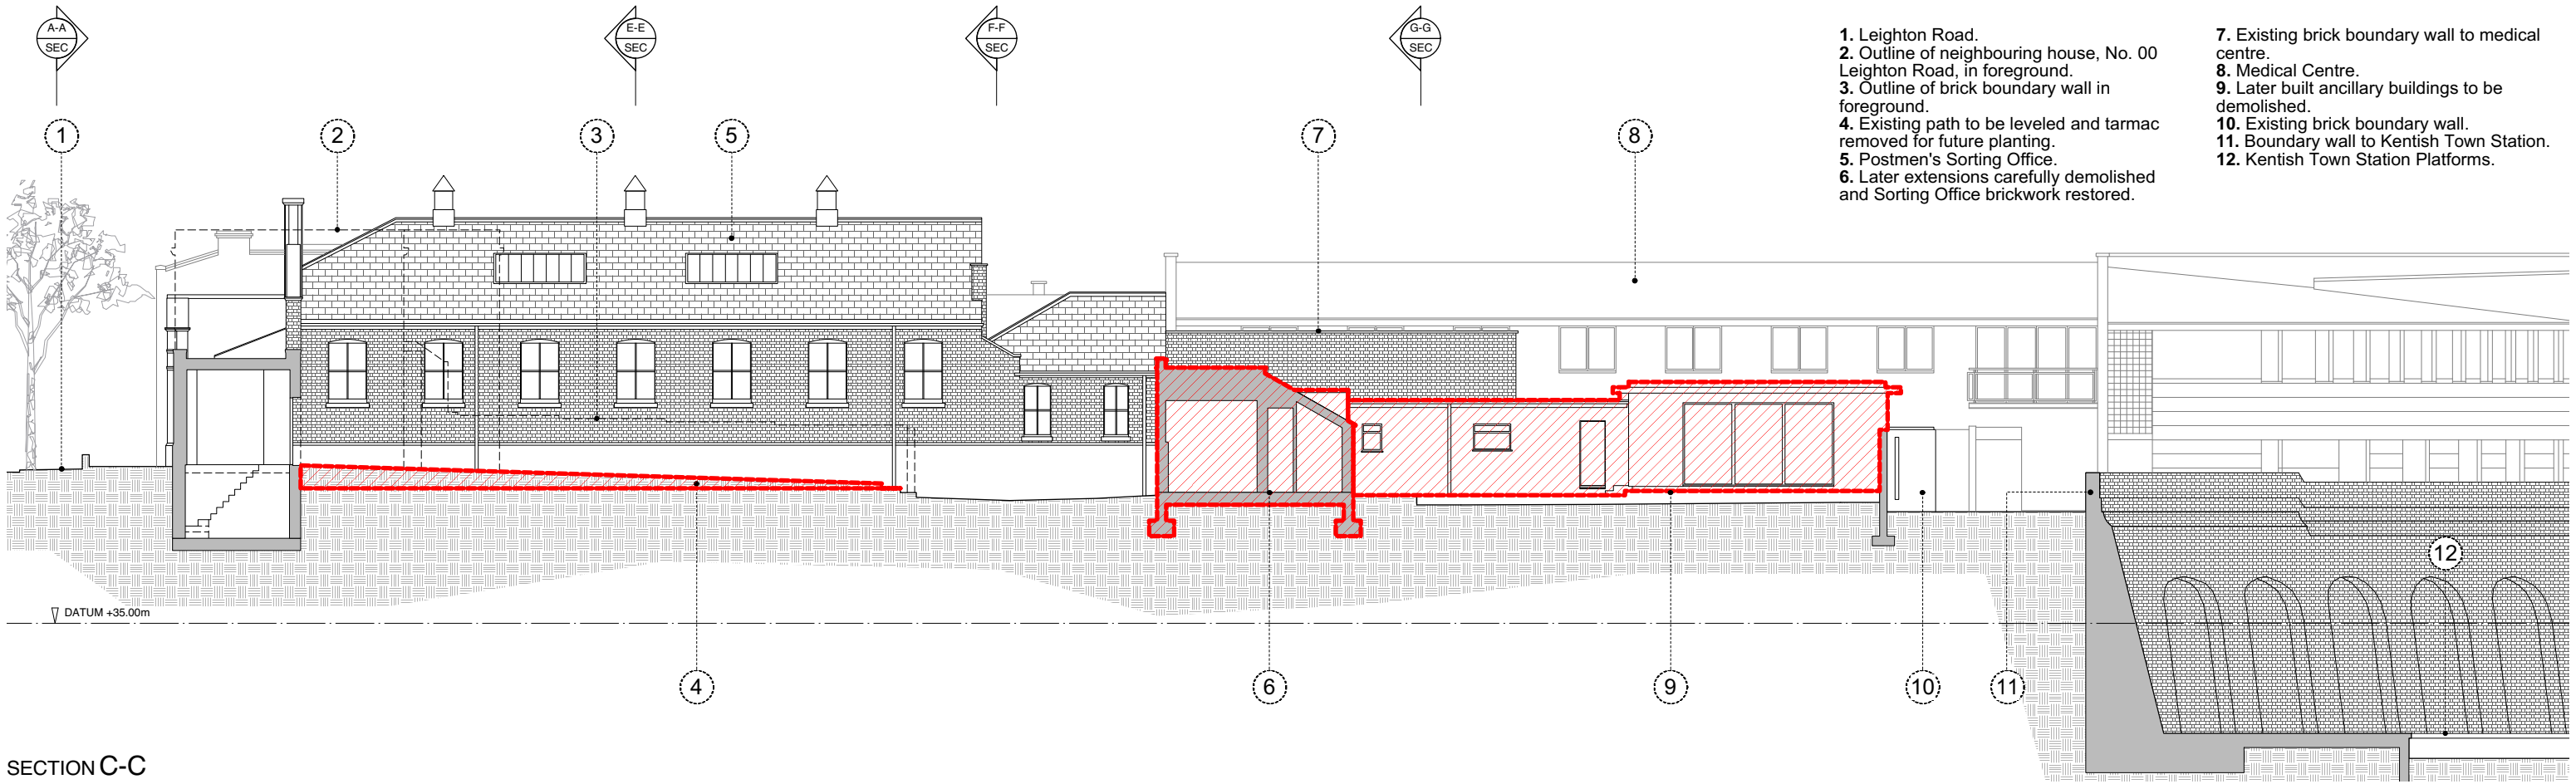 A-A
SEC
E-E
SEC
F-F
SEC
G-G
SEC
1. Leighton Road.
2. Outline of neighbouring house, No. 00
Leighton Road, in foreground.
3. Outline of brick boundary wall in
foreground.
4. Existing path to be leveled and tarmac
removed for future planting.
5. Postmen's Sorting Office.
6. Later extensions carefully demolished
and Sorting Office brickwork restored.
7. Existing brick boundary wall to medical
centre.
8. Medical Centre.
9. Later built ancillary buildings to be
demolished.
10. Existing brick boundary wall.
11. Boundary wall to Kentish Town Station.
12. Kentish Town Station Platforms.
1
2
3
5
7
8
12
DATUM +35.00m
4
6
9
10
11
SECTION C-C